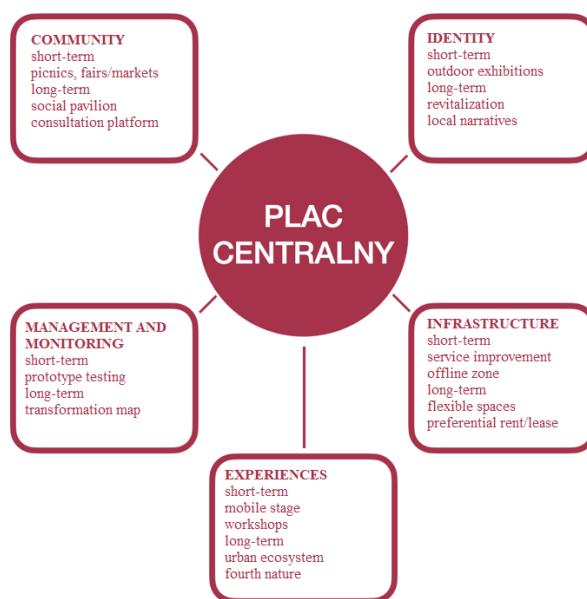 COMMUNITY
short-term
picnics, fairs/markets
long-term
social pavilion
consultation platform
IDENTITY
short-term
outdoor exhibitions
long-term
revitalization
local narratives
PLAC
CENTRALNY
MANAGEMENT AND
MONITORING
short-term
prototype testing
long-term
transformation map
INFRASTRUCTURE
short-term
service improvement
offline zone
long-term
flexible spaces
preferential rent/lease
EXPERIENCES
short-term
mobile stage
workshops
long-term
urban ecosystem
fourth nature